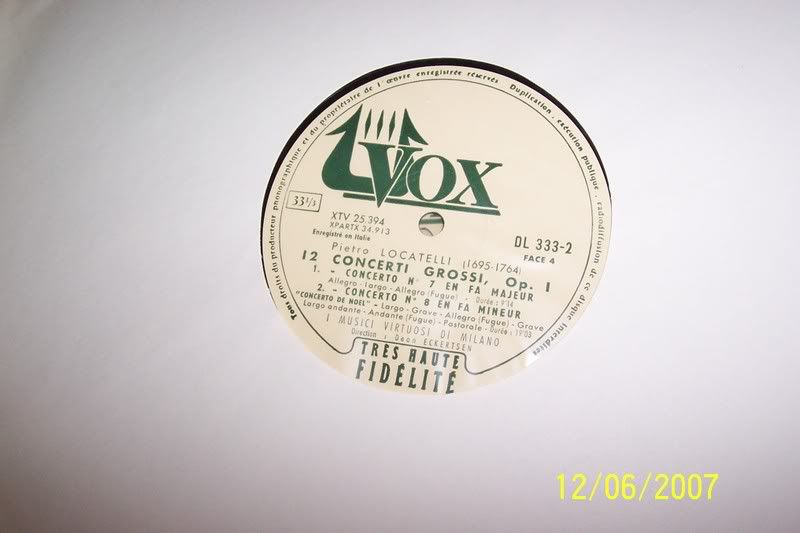 Tous droits du producteur phonographique et du propriétaire de l'œuvre enregistrée réservés. Duplication, exécution publique, radiodiffusion de ce disque interdites
VOX
33 1/3
XTV 25.394
XPARTX 34.913
Enregistré en Italie
DL 333-2
FACE 4
Pietro LOCATELLI (1695-1764)
12 CONCERTI GROSSI, Op. 1
1. - CONCERTO N° 7 EN FA MAJEUR
Allegro - Largo - Allegro (Fugue) - Durée : 9'14
2. - CONCERTO N° 8 EN FA MINEUR
"CONCERTO DE NOEL" - Largo - Grave - Allegro (Fugue) - Grave
Largo andante - Andante (Fugue) - Pastorale - Durée : 19'03
I MUSICI VIRTUOSI DI MILANO
Direction : Dean ECKERTSEN
TRÈS HAUTE
FIDÉLITÉ
12/06/2007